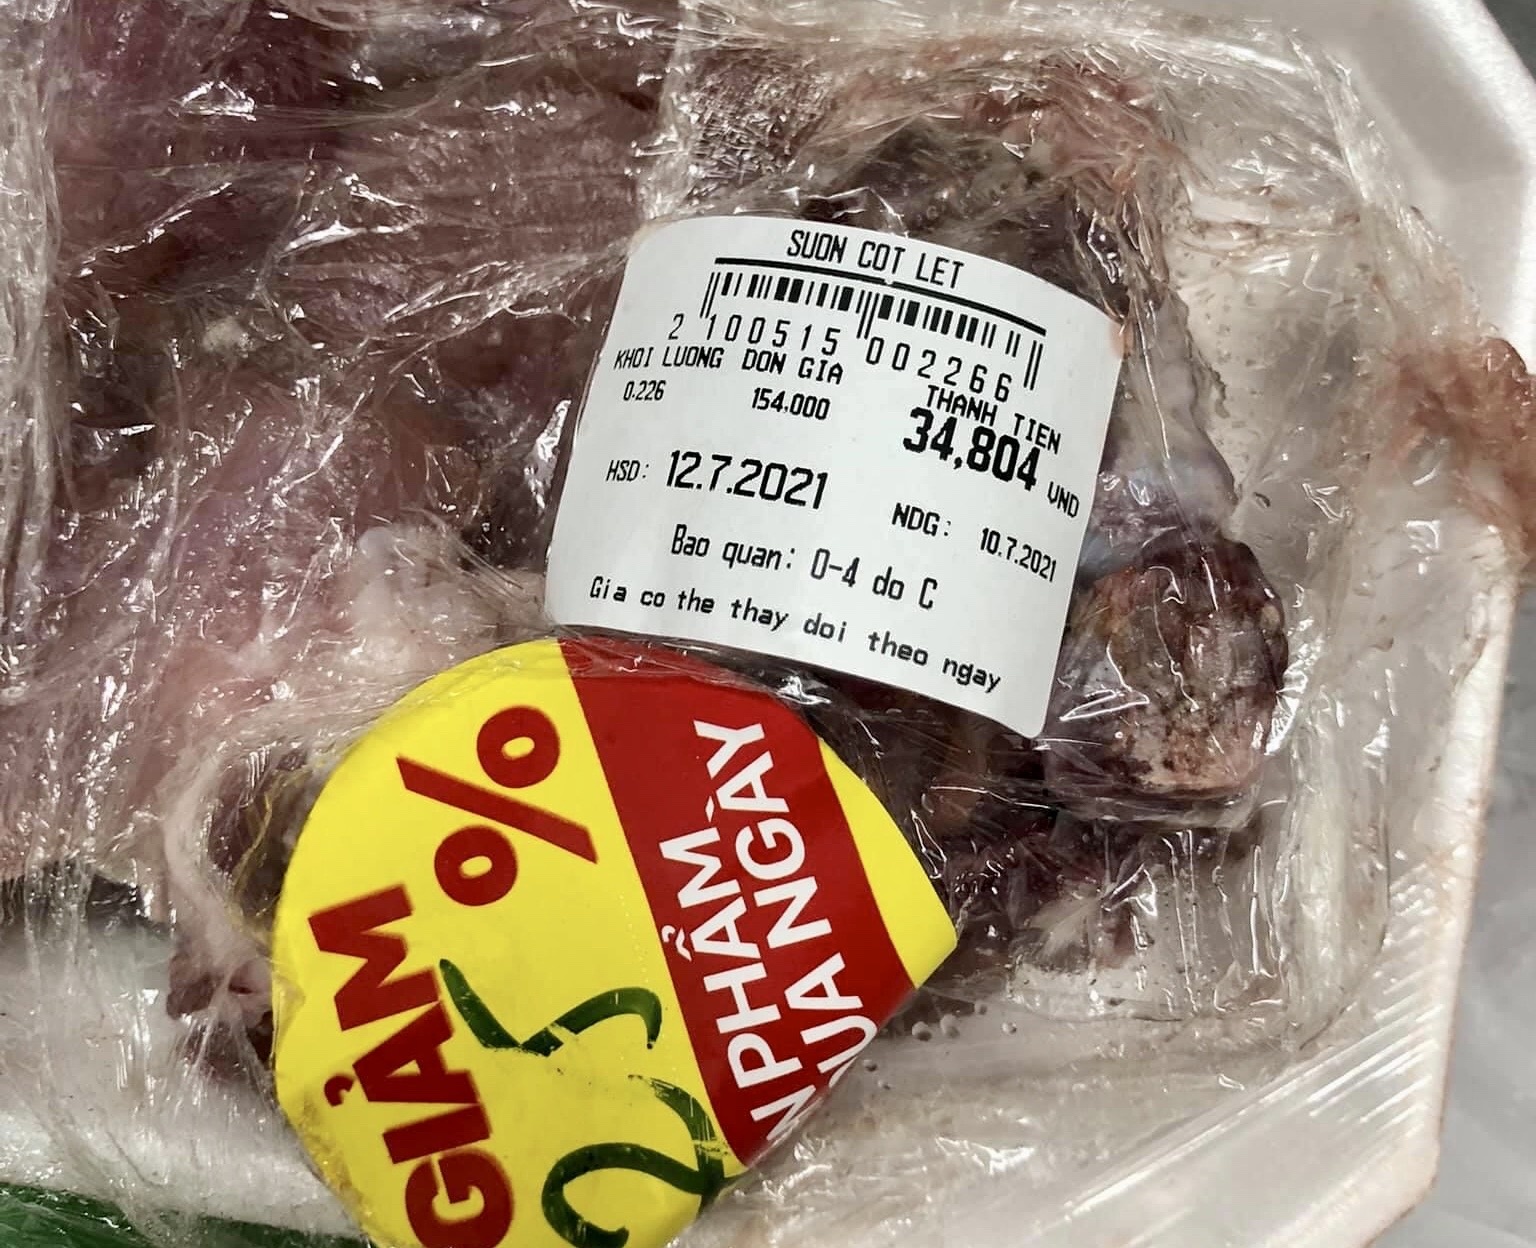 SUON COT LET
2 100515 002266
KHOI LUONG DON GIA THANH TIEN
0.226 154,000 34,804 VND
HSD: 12.7.2021 NDG: 10.7.2021
Bao quan: 0-4 do C
Gia co the thay doi theo ngay
GIẢM 25 %
PHẨM
NGÀY